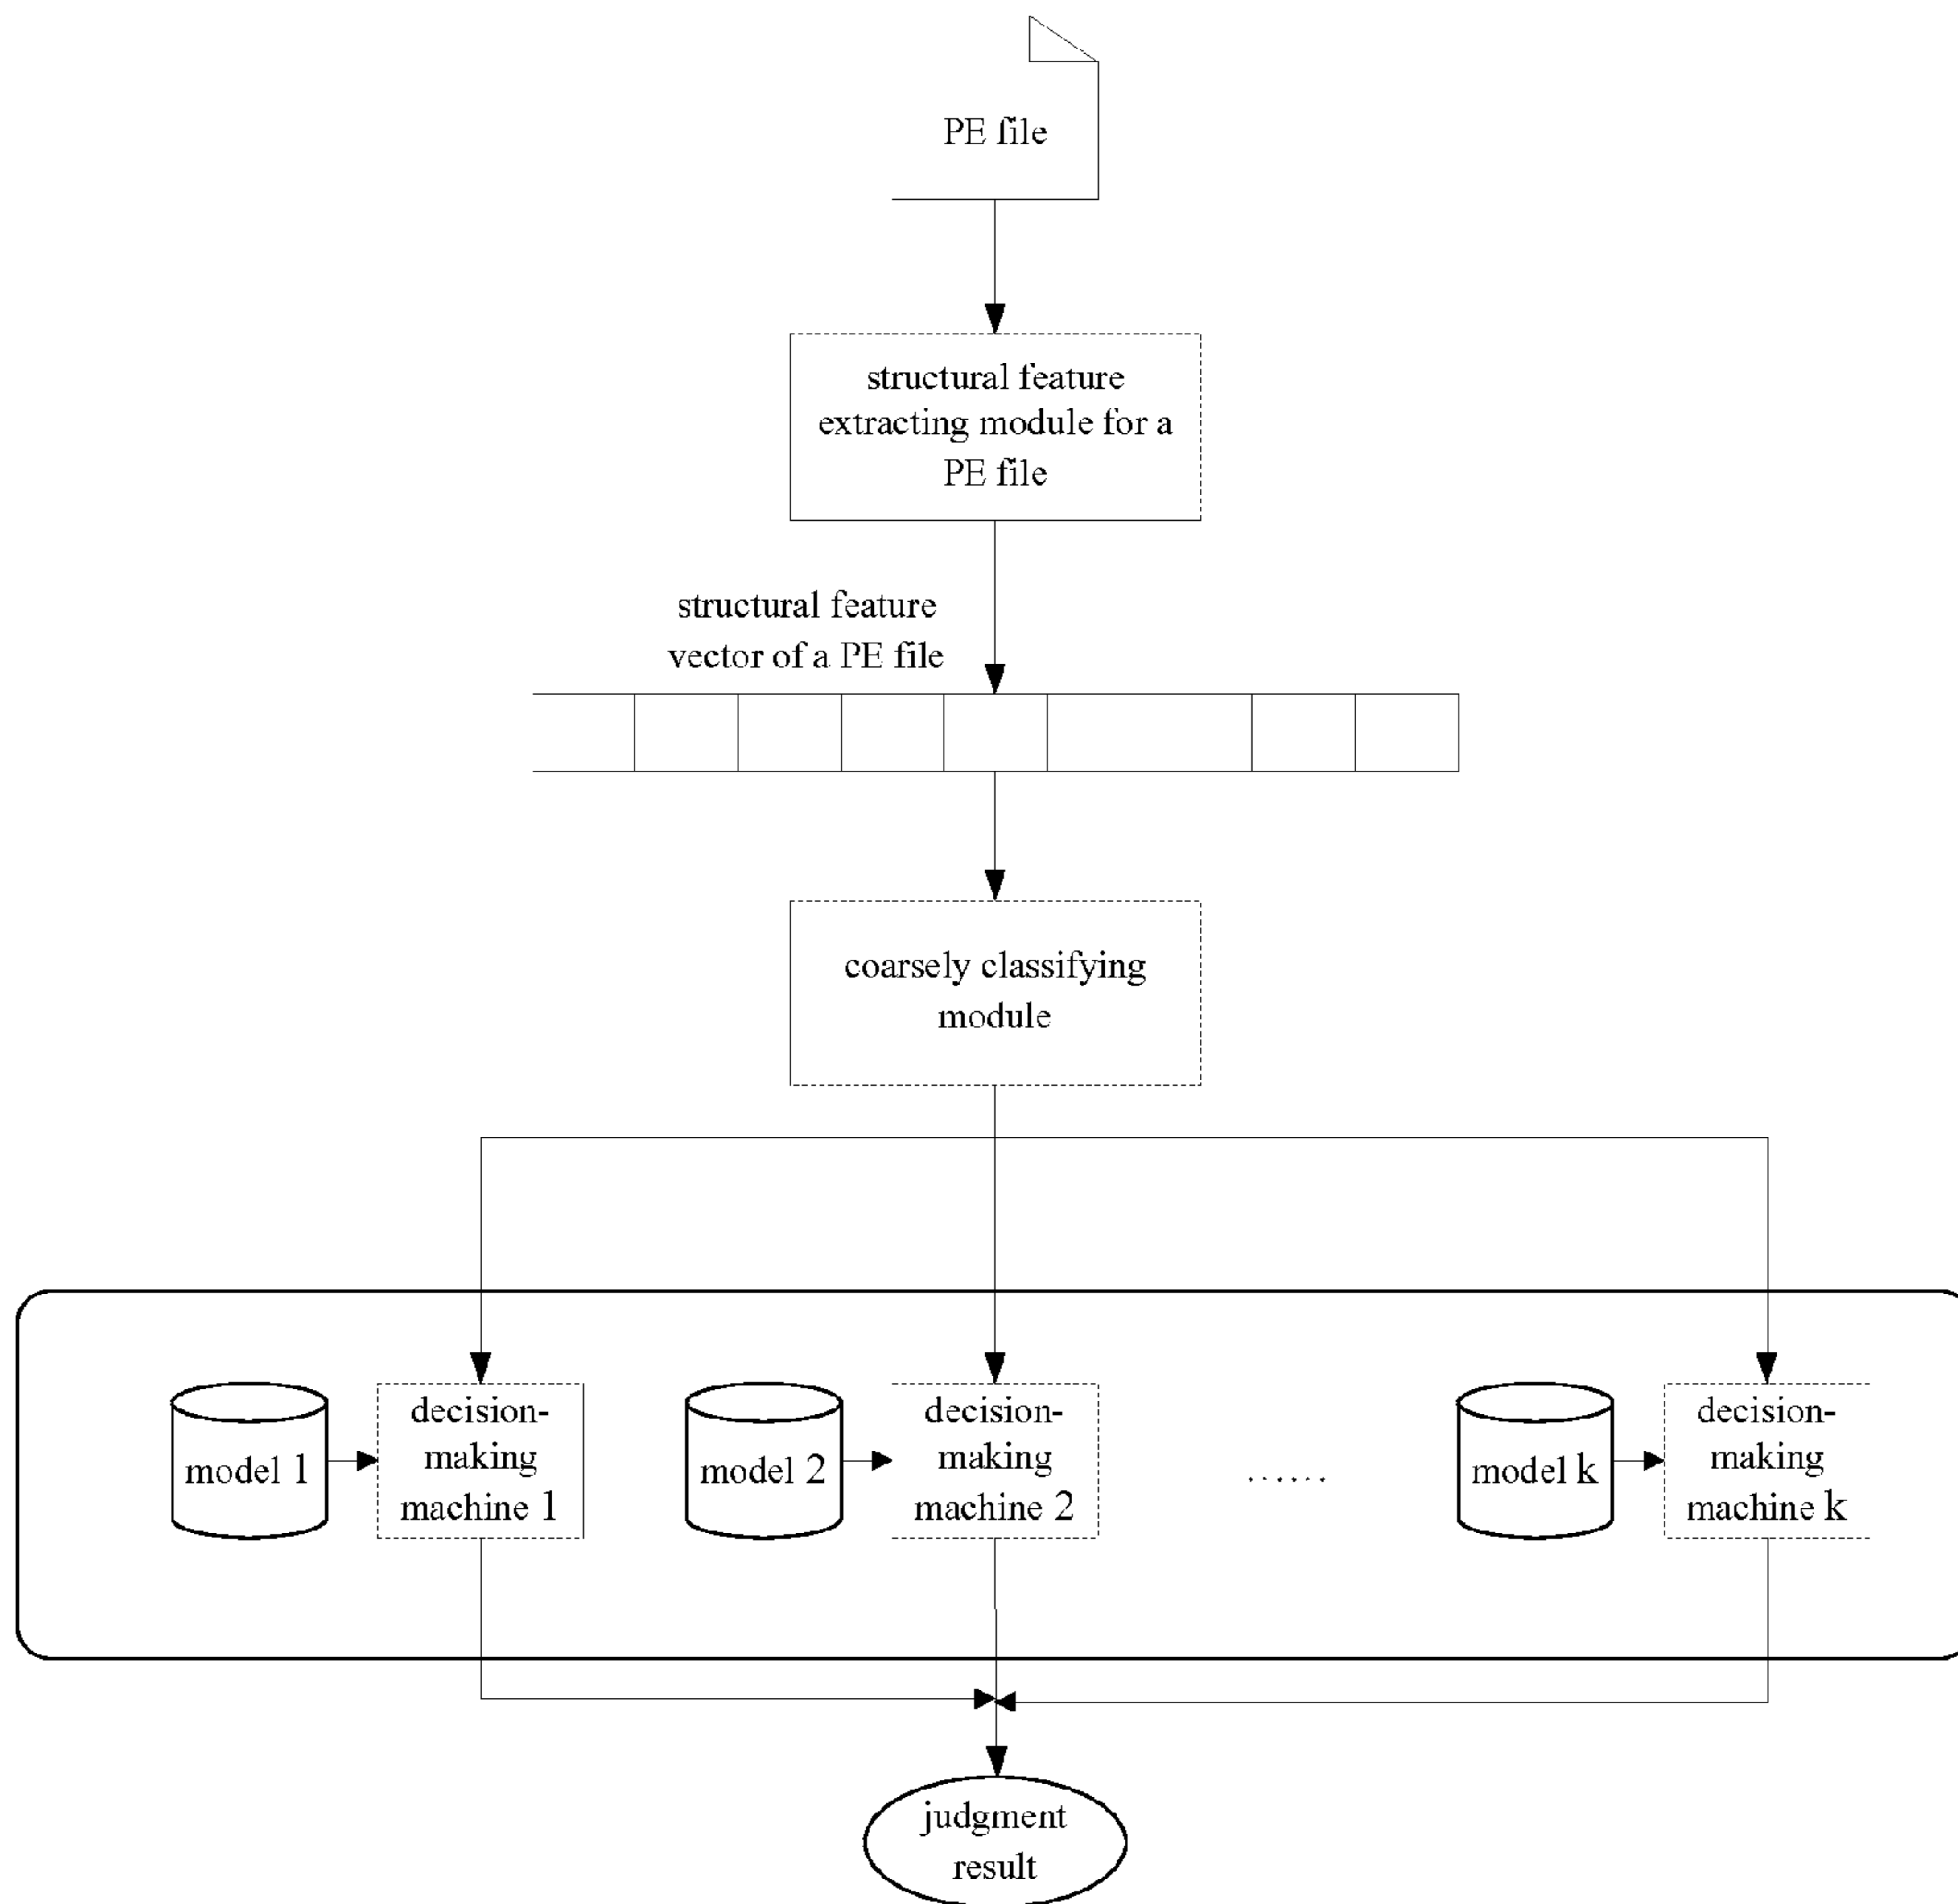 PE file
structural feature
extracting module for a
PE file
structural feature
vector of a PE file
coarsely classifying
module
model 1
decision-
making
machine 1
model 2
decision-
making
machine 2
......
model k
decision-
making
machine k
judgment
result